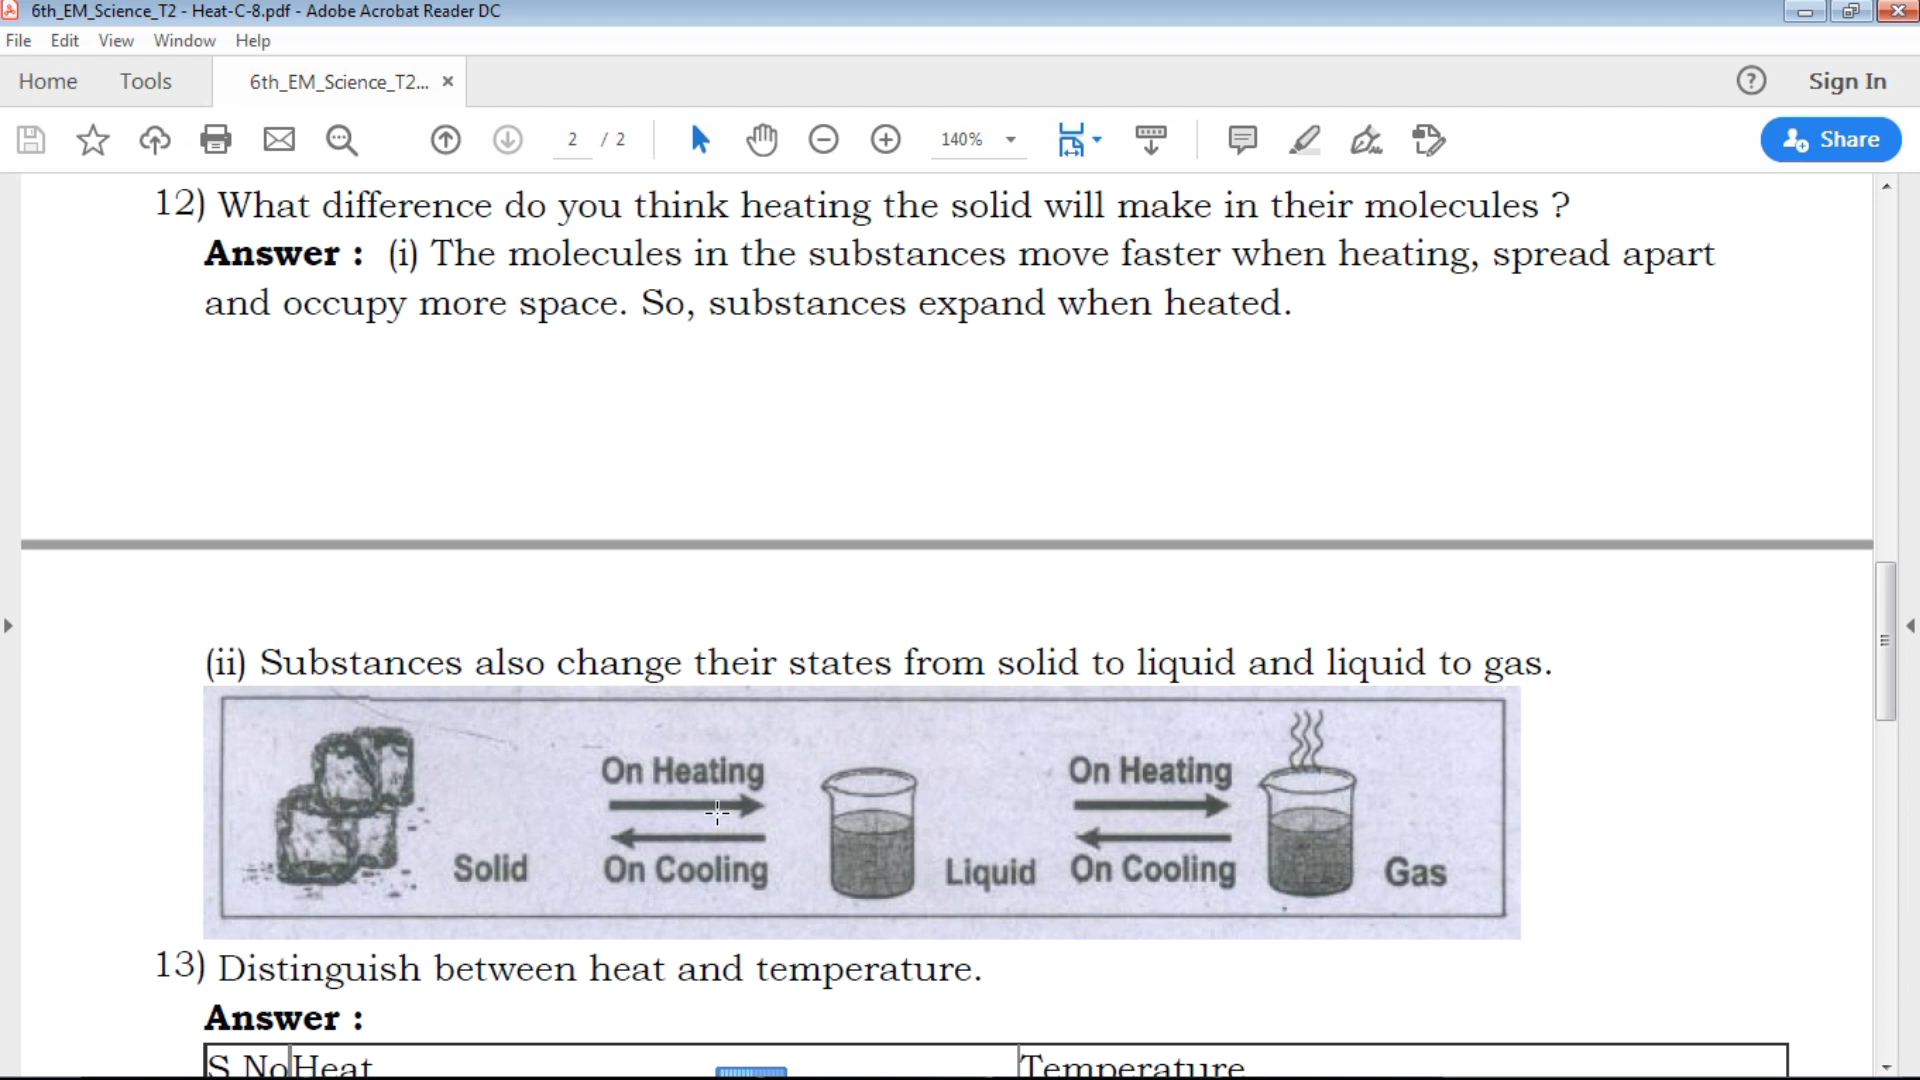 6th_EM_Science_T2 - Heat-C-8.pdf - Adobe Acrobat Reader DC
File Edit View Window Help
Home Tools 6th_EM_Science_T2... × ? Sign In
2 / 2 140% Share
12) What difference do you think heating the solid will make in their molecules ?
Answer : (i) The molecules in the substances move faster when heating, spread apart
and occupy more space. So, substances expand when heated.
(ii) Substances also change their states from solid to liquid and liquid to gas.
On Heating On Heating
Solid On Cooling Liquid On Cooling Gas
13) Distinguish between heat and temperature.
Answer :
S.No Heat Temperature